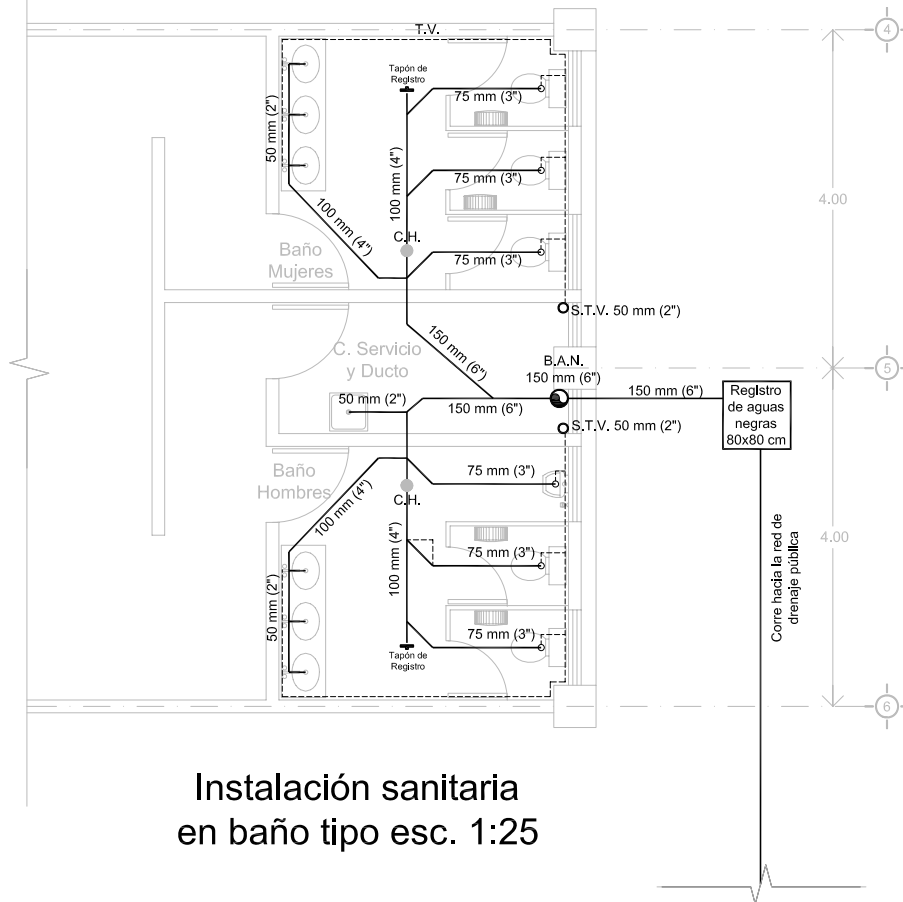 T.V.
4
Tapón de
Registro
75 mm (3")
50 mm (2")
100 mm (4")
75 mm (3")
4.00
100 mm (4")
C.H.
Baño
Mujeres
75 mm (3")
S.T.V. 50 mm (2")
150 mm (6")
C. Servicio
y Ducto
B.A.N.
150 mm (6")
5
50 mm (2")
150 mm (6")
150 mm (6")
Registro
de aguas
negras
80x80 cm
S.T.V. 50 mm (2")
Baño
Hombres
75 mm (3")
100 mm (4")
C.H.
100 mm (4")
75 mm (3")
4.00
Corre hacia la red de
drenaje pública
50 mm (2")
75 mm (3")
Tapón de
Registro
6
Instalación sanitaria
en baño tipo esc. 1:25